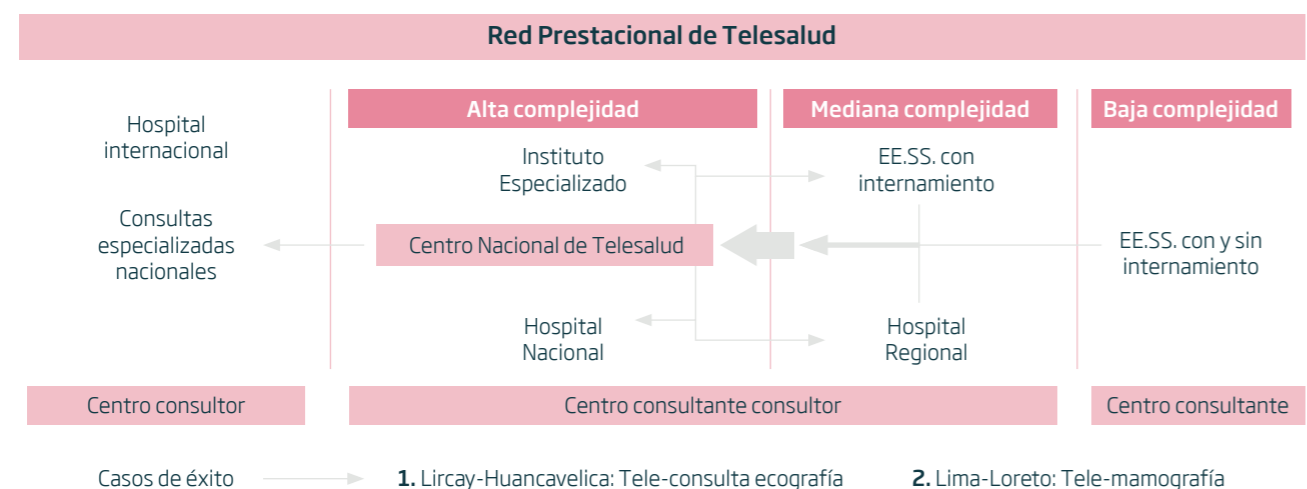 Red Prestacional de Telesalud
Hospital
internacional
Consultas
especializadas
nacionales
Alta complejidad
Instituto
Especializado
Centro Nacional de Telesalud
Hospital
Nacional
Mediana complejidad
EE.SS. con
internamiento
Hospital
Regional
Baja complejidad
EE.SS. con y sin
internamiento
Centro consultor
Centro consultante consultor
Centro consultante
Casos de éxito
1. Lircay-Huancavelica: Tele-consulta ecografía
2. Lima-Loreto: Tele-mamografía